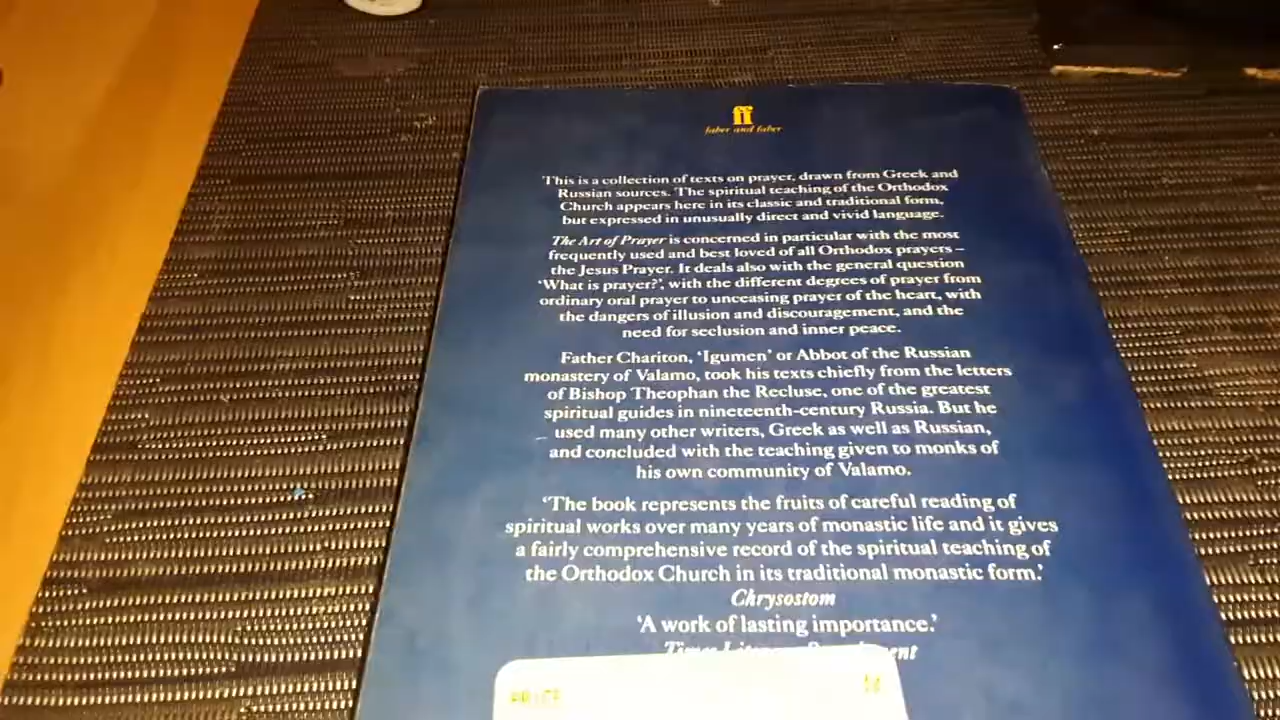 ff
faber and faber
This is a collection of texts on prayer, drawn from Greek and
Russian sources. The spiritual teaching of the Orthodox
Church appears here in its classic and traditional form,
but expressed in unusually direct and vivid language.
The Art of Prayer is concerned in particular with the most
frequently used and best loved of all Orthodox prayers –
the Jesus Prayer. It deals also with the general question
‘What is prayer?’, with the different degrees of prayer from
ordinary oral prayer to unceasing prayer of the heart, with
the dangers of illusion and discouragement, and the
need for seclusion and inner peace.
Father Chariton, ‘Igumen’ or Abbot of the Russian
monastery of Valamo, took his texts chiefly from the letters
of Bishop Theophan the Recluse, one of the greatest
spiritual guides in nineteenth-century Russia. But he
used many other writers, Greek as well as Russian,
and concluded with the teaching given to monks of
his own community of Valamo.
‘The book represents the fruits of careful reading of
spiritual works over many years of monastic life and it gives
a fairly comprehensive record of the spiritual teaching of
the Orthodox Church in its traditional monastic form.’
Chrysostom
‘A work of lasting importance.’
Times Literary Supplement
PRICE